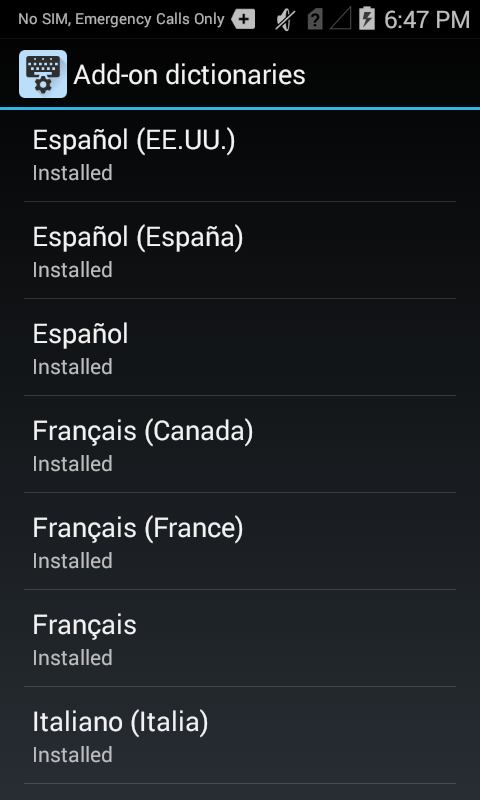 No SIM, Emergency Calls Only 6:47 PM
Add-on dictionaries
Español (EE.UU.)
Installed
Español (España)
Installed
Español
Installed
Français (Canada)
Installed
Français (France)
Installed
Français
Installed
Italiano (Italia)
Installed